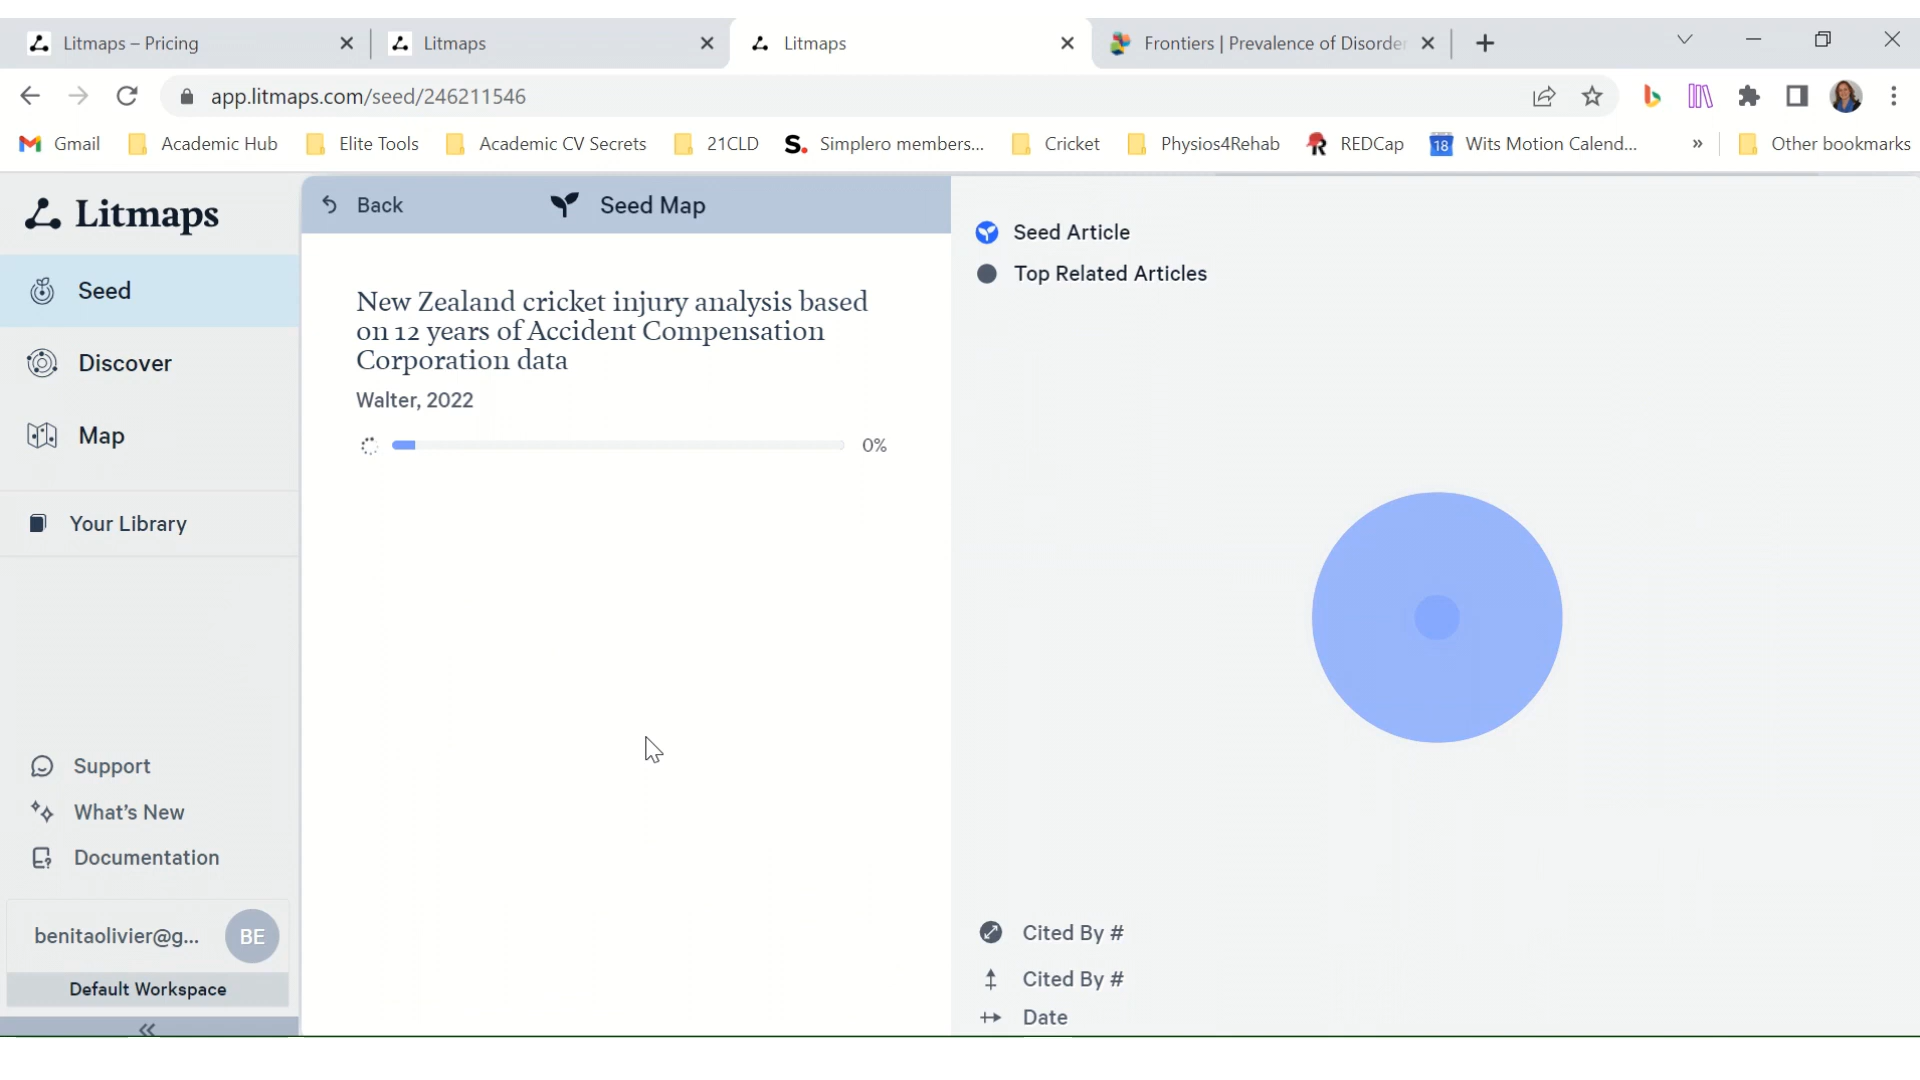 Litmaps – Pricing
Litmaps
Litmaps
Frontiers | Prevalence of Disorde
app.litmaps.com/seed/246211546
Gmail
Academic Hub
Elite Tools
Academic CV Secrets
21CLD
S. Simplero members...
Cricket
Physios4Rehab
REDCap
18 Wits Motion Calend...
»
Other bookmarks
Litmaps
Seed
Discover
Map
Your Library
Support
What's New
Documentation
benitaolivier@g...
BE
Default Workspace
«
Back
Seed Map
New Zealand cricket injury analysis based
on 12 years of Accident Compensation
Corporation data
Walter, 2022
0%
Seed Article
Top Related Articles
Cited By #
Cited By #
Date